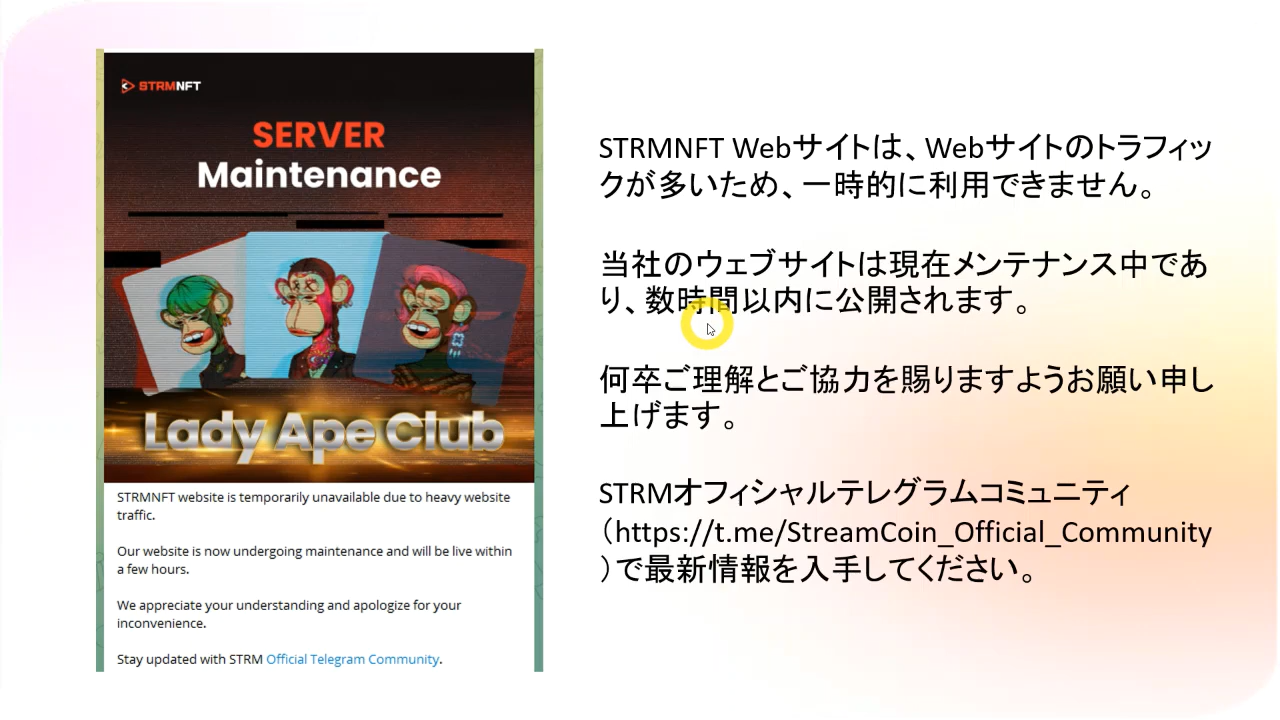 STRMNFT
SERVER
Maintenance
Lady Ape Club
STRMNFT website is temporarily unavailable due to heavy website
traffic.
Our website is now undergoing maintenance and will be live within
a few hours.
We appreciate your understanding and apologize for your
inconvenience.
Stay updated with STRM Official Telegram Community.
STRMNFT Webサイトは、Webサイトのトラフィッ
クが多いため、一時的に利用できません。
当社のウェブサイトは現在メンテナンス中であ
り、数時間以内に公開されます。
何卒ご理解とご協力を賜りますようお願い申し
上げます。
STRMオフィシャルテレグラムコミュニティ
（https://t.me/StreamCoin_Official_Community
）で最新情報を入手してください。